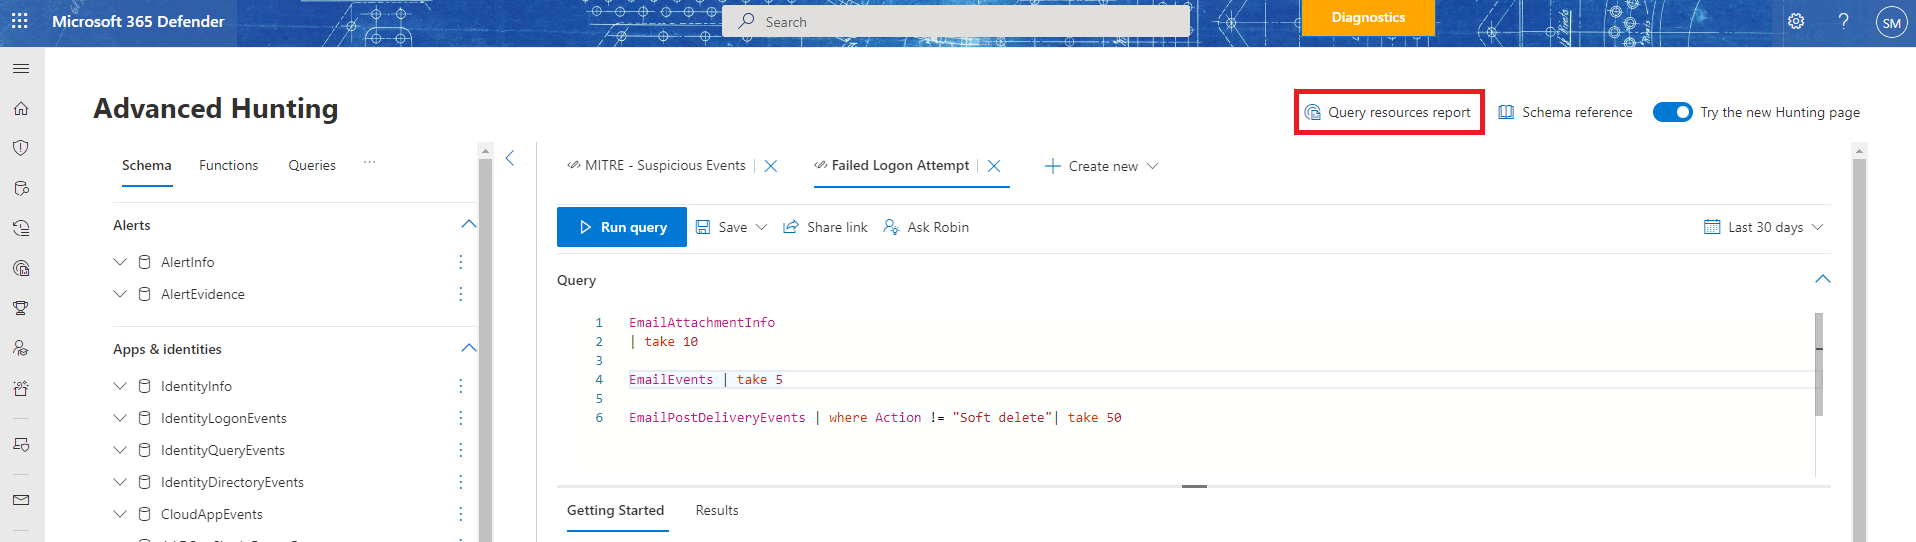 Microsoft 365 Defender
Search
Diagnostics
?
SM
Advanced Hunting
Query resources report
Schema reference
Try the new Hunting page
Schema
Functions
Queries
...
MITRE - Suspicious Events
Failed Logon Attempt
Create new
Run query
Save
Share link
Ask Robin
Last 30 days
Alerts
AlertInfo
AlertEvidence
Apps & identities
IdentityInfo
IdentityLogonEvents
IdentityQueryEvents
IdentityDirectoryEvents
CloudAppEvents
Query
1 EmailAttachmentInfo
2 | take 10
3
4 EmailEvents | take 5
5
6 EmailPostDeliveryEvents | where Action != "Soft delete"| take 50
Getting Started
Results